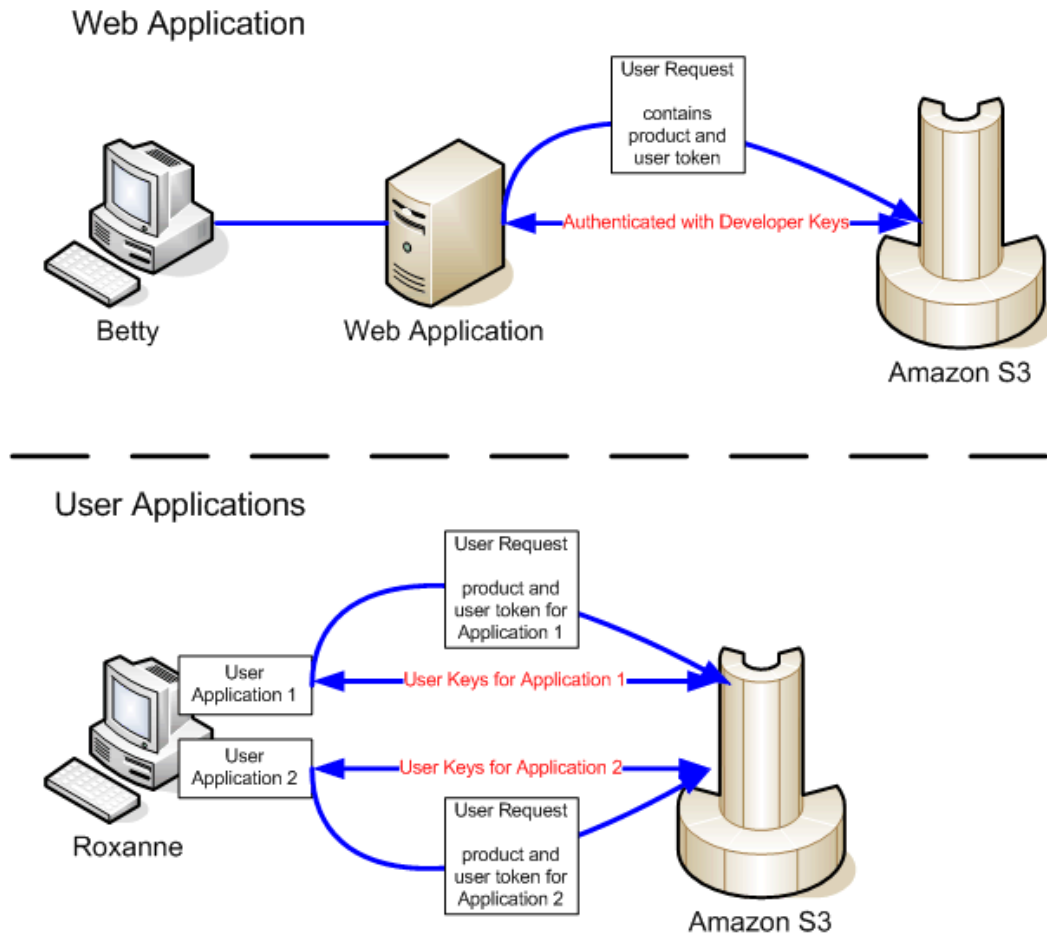 Web Application
User Request
contains
product and
user token
Authenticated with Developer Keys
Betty
Web Application
Amazon S3
User Applications
User Request
product and
user token for
Application 1
User
Application 1
User Keys for Application 1
User
Application 2
User Keys for Application 2
User Request
product and
user token for
Application 2
Roxanne
Amazon S3